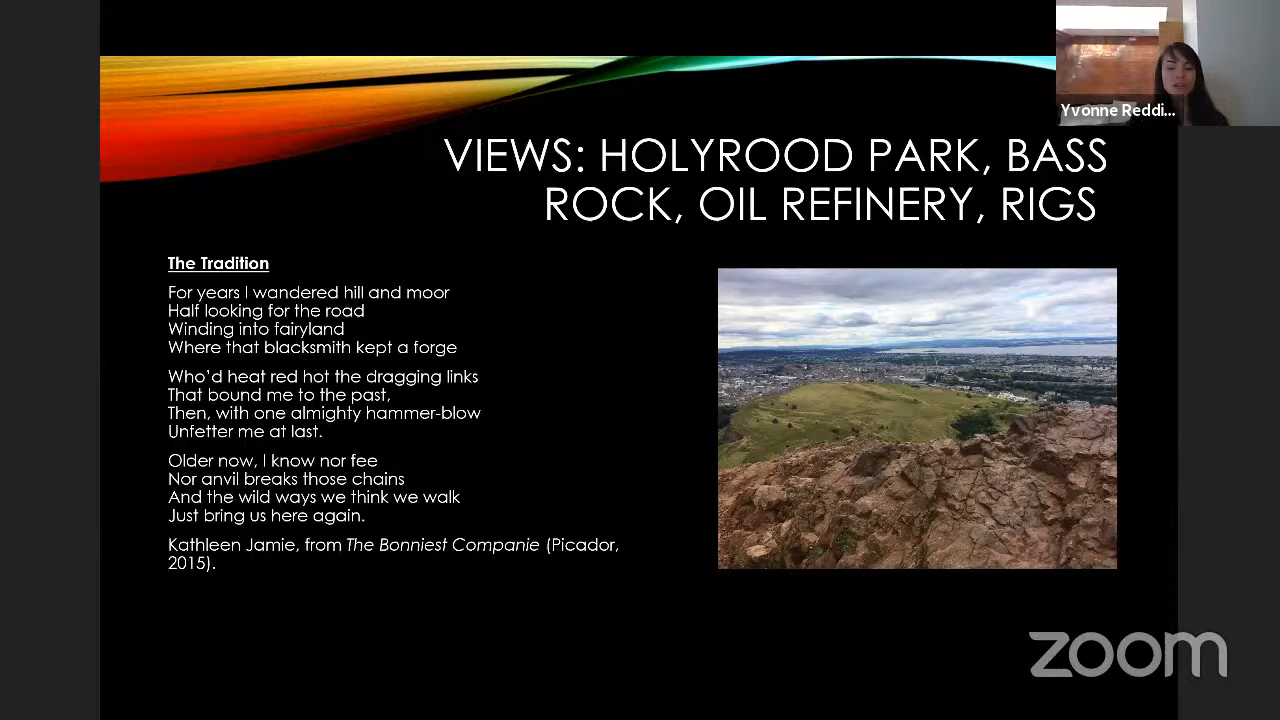 Yvonne Reddi...
VIEWS: HOLYROOD PARK, BASS
ROCK, OIL REFINERY, RIGS
The Tradition
For years I wandered hill and moor
Half looking for the road
Winding into fairyland
Where that blacksmith kept a forge
Who'd heat red hot the dragging links
That bound me to the past,
Then, with one almighty hammer-blow
Unfetter me at last.
Older now, I know nor fee
Nor anvil breaks those chains
And the wild ways we think we walk
Just bring us here again.
Kathleen Jamie, from The Bonniest Companie (Picador,
2015).
zoom